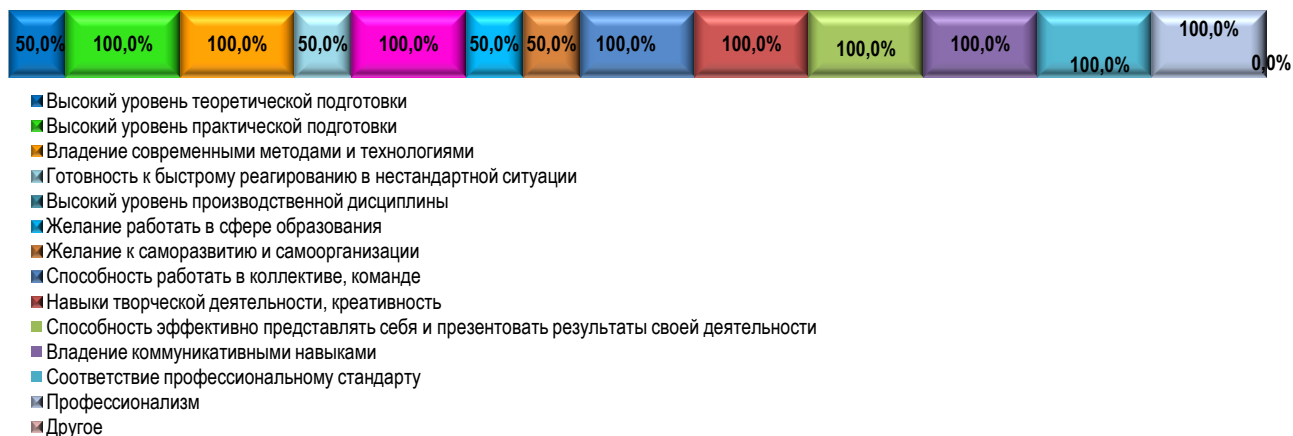 50,0% 100,0% 100,0% 50,0% 100,0% 50,0% 50,0% 100,0% 100,0% 100,0% 100,0% 100,0% 100,0% 0,0%
Высокий уровень теоретической подготовки
Высокий уровень практической подготовки
Владение современными методами и технологиями
Готовность к быстрому реагированию в нестандартной ситуации
Высокий уровень производственной дисциплины
Желание работать в сфере образования
Желание к саморазвитию и самоорганизации
Способность работать в коллективе, команде
Навыки творческой деятельности, креативность
Способность эффективно представлять себя и презентовать результаты своей деятельности
Владение коммуникативными навыками
Соответствие профессиональному стандарту
Профессионализм
Другое